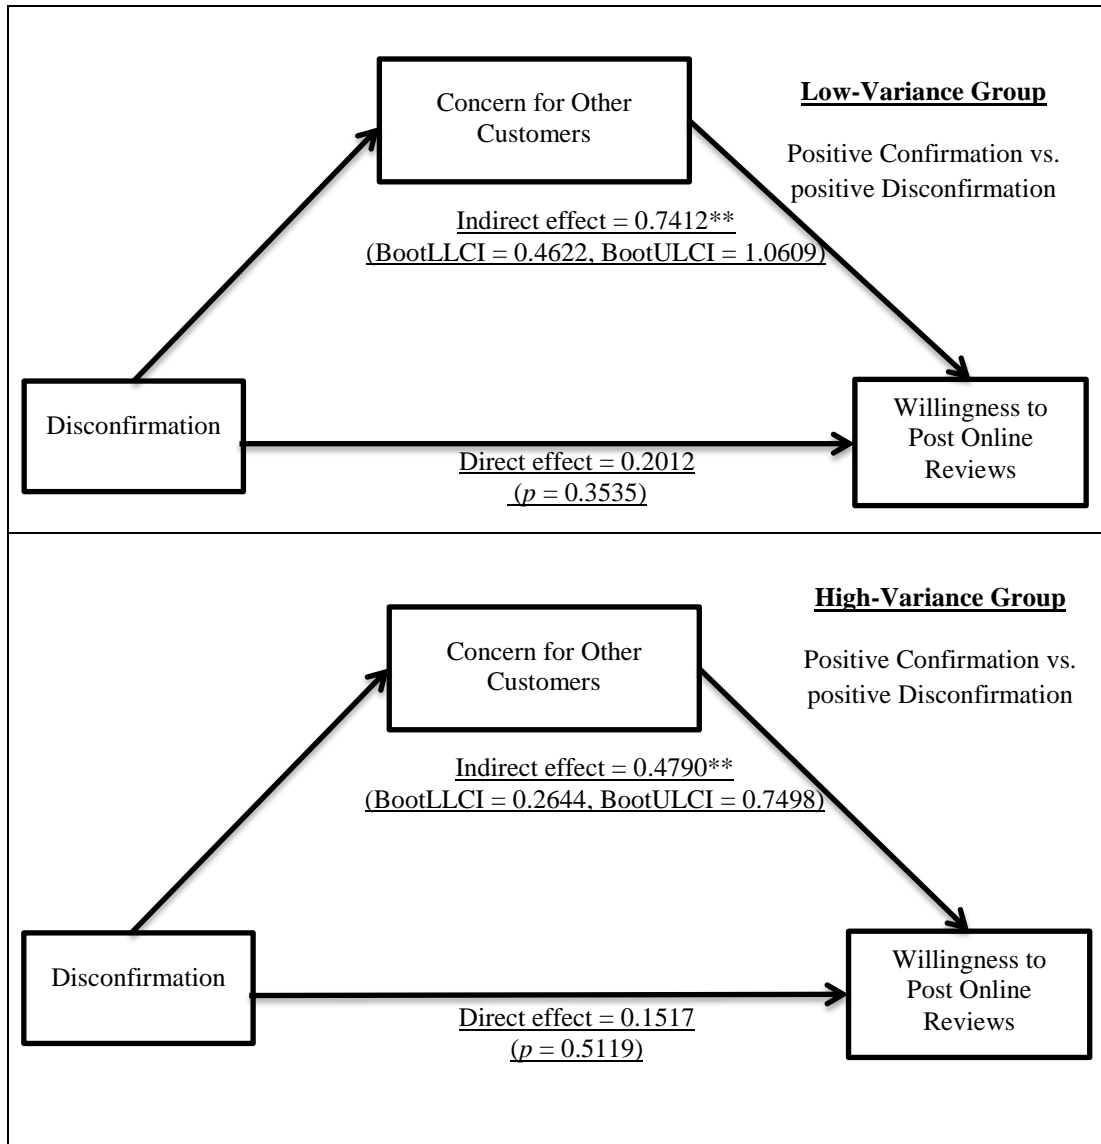 Concern for Other
Customers
Low-Variance Group
Positive Confirmation vs.
positive Disconfirmation
Indirect effect = 0.7412**
(BootLLCI = 0.4622, BootULCI = 1.0609)
Disconfirmation
Willingness to
Post Online
Reviews
Direct effect = 0.2012
(p = 0.3535)
High-Variance Group
Concern for Other
Customers
Positive Confirmation vs.
positive Disconfirmation
Indirect effect = 0.4790**
(BootLLCI = 0.2644, BootULCI = 0.7498)
Disconfirmation
Willingness to
Post Online
Reviews
Direct effect = 0.1517
(p = 0.5119)